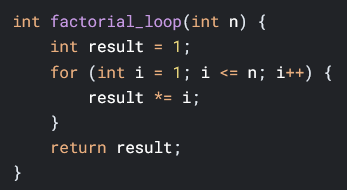 int factorial_loop(int n) {
    int result = 1;
    for (int i = 1; i <= n; i++) {
        result *= i;
    }
    return result;
}